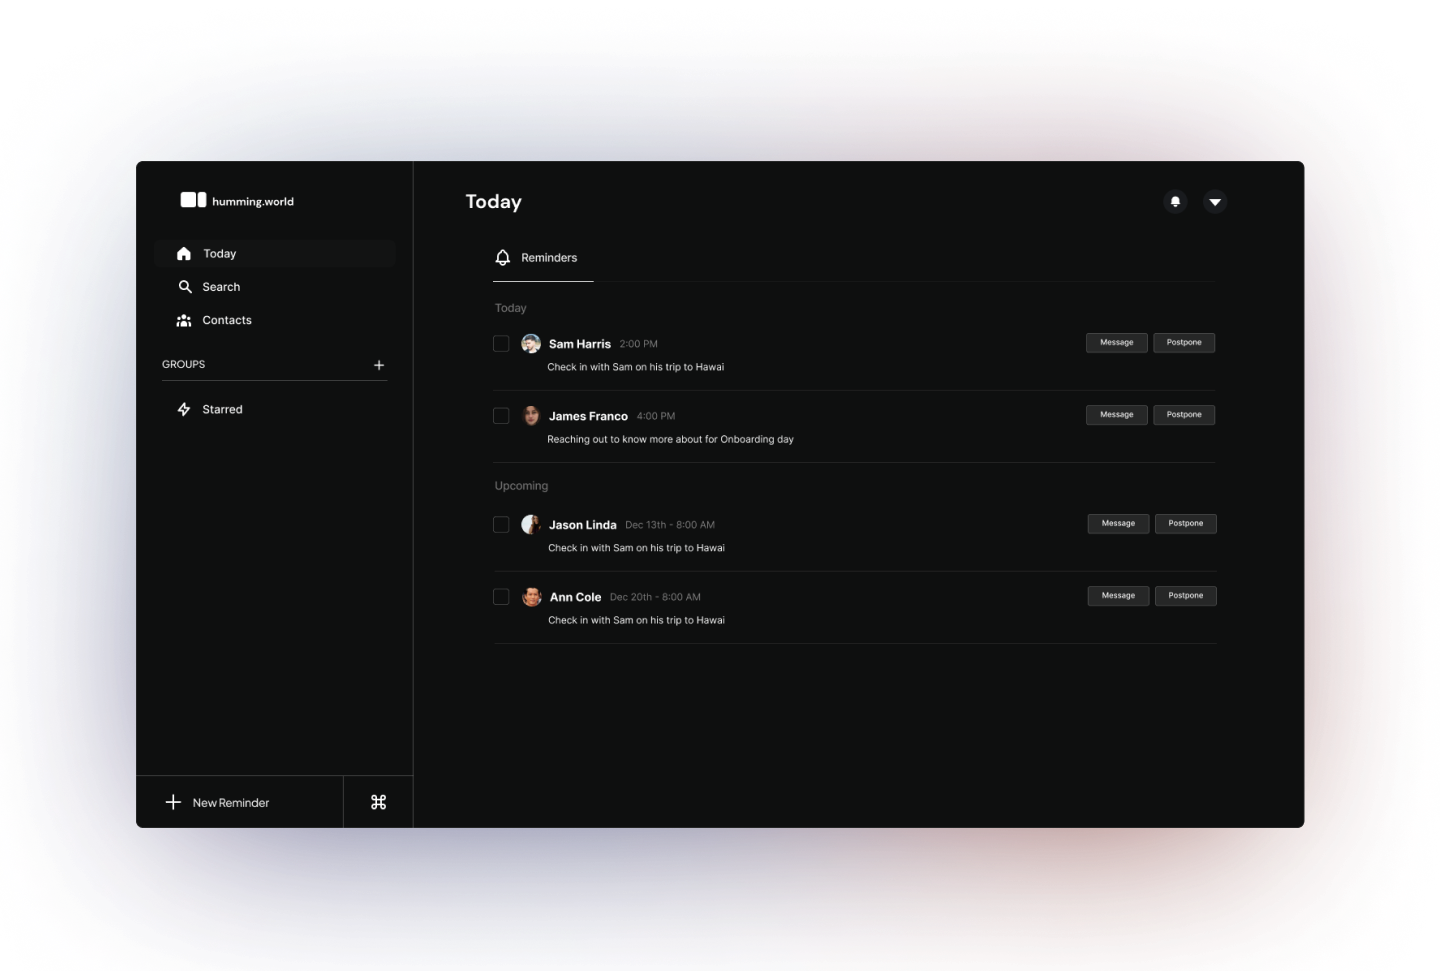 humming.world
Today
Search
Contacts
GROUPS
Starred
New Reminder
Today
Reminders
Today
Sam Harris 2:00 PM
Message Postpone
Check in with Sam on his trip to Hawai
James Franco 4:00 PM
Message Postpone
Reaching out to know more about for Onboarding day
Upcoming
Jason Linda Dec 13th - 8:00 AM
Message Postpone
Check in with Sam on his trip to Hawai
Ann Cole Dec 20th - 8:00 AM
Message Postpone
Check in with Sam on his trip to Hawai